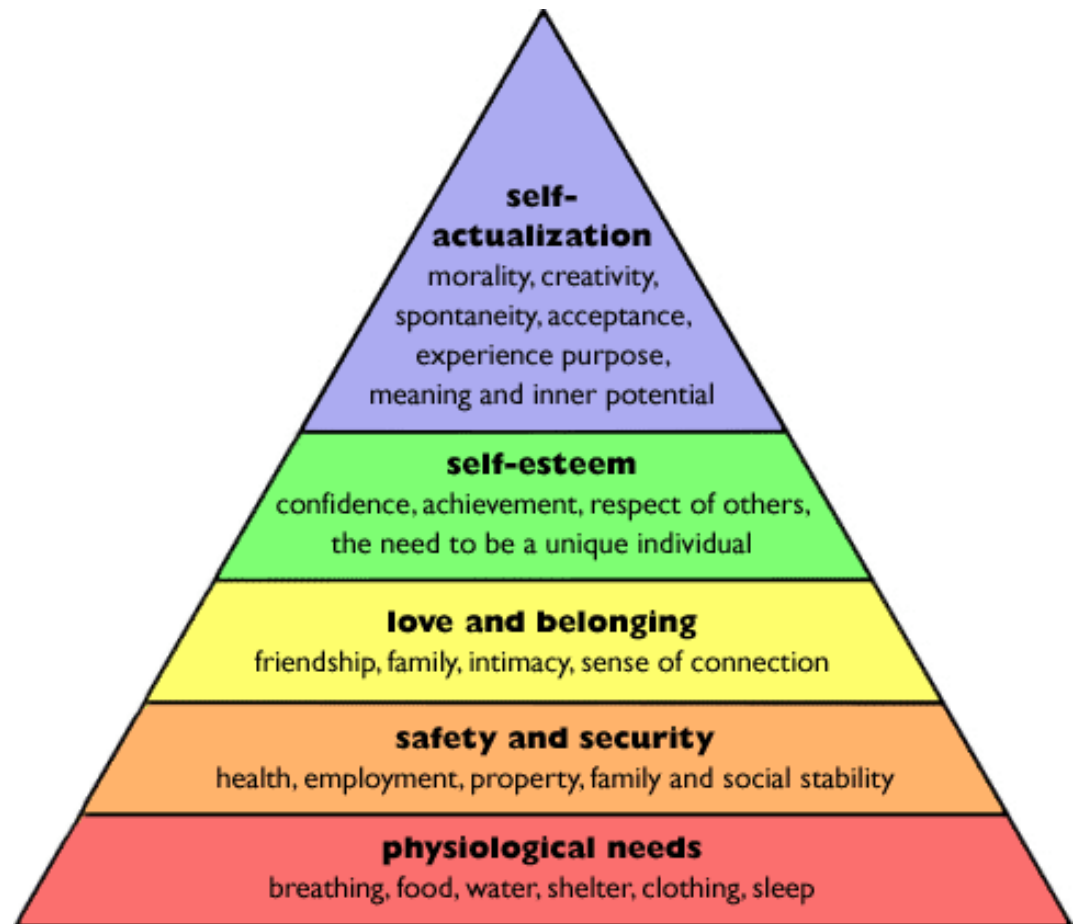 self-
actualization
morality, creativity,
spontaneity, acceptance,
experience purpose,
meaning and inner potential
self-esteem
confidence, achievement, respect of others,
the need to be a unique individual
love and belonging
friendship, family, intimacy, sense of connection
safety and security
health, employment, property, family and social stability
physiological needs
breathing, food, water, shelter, clothing, sleep